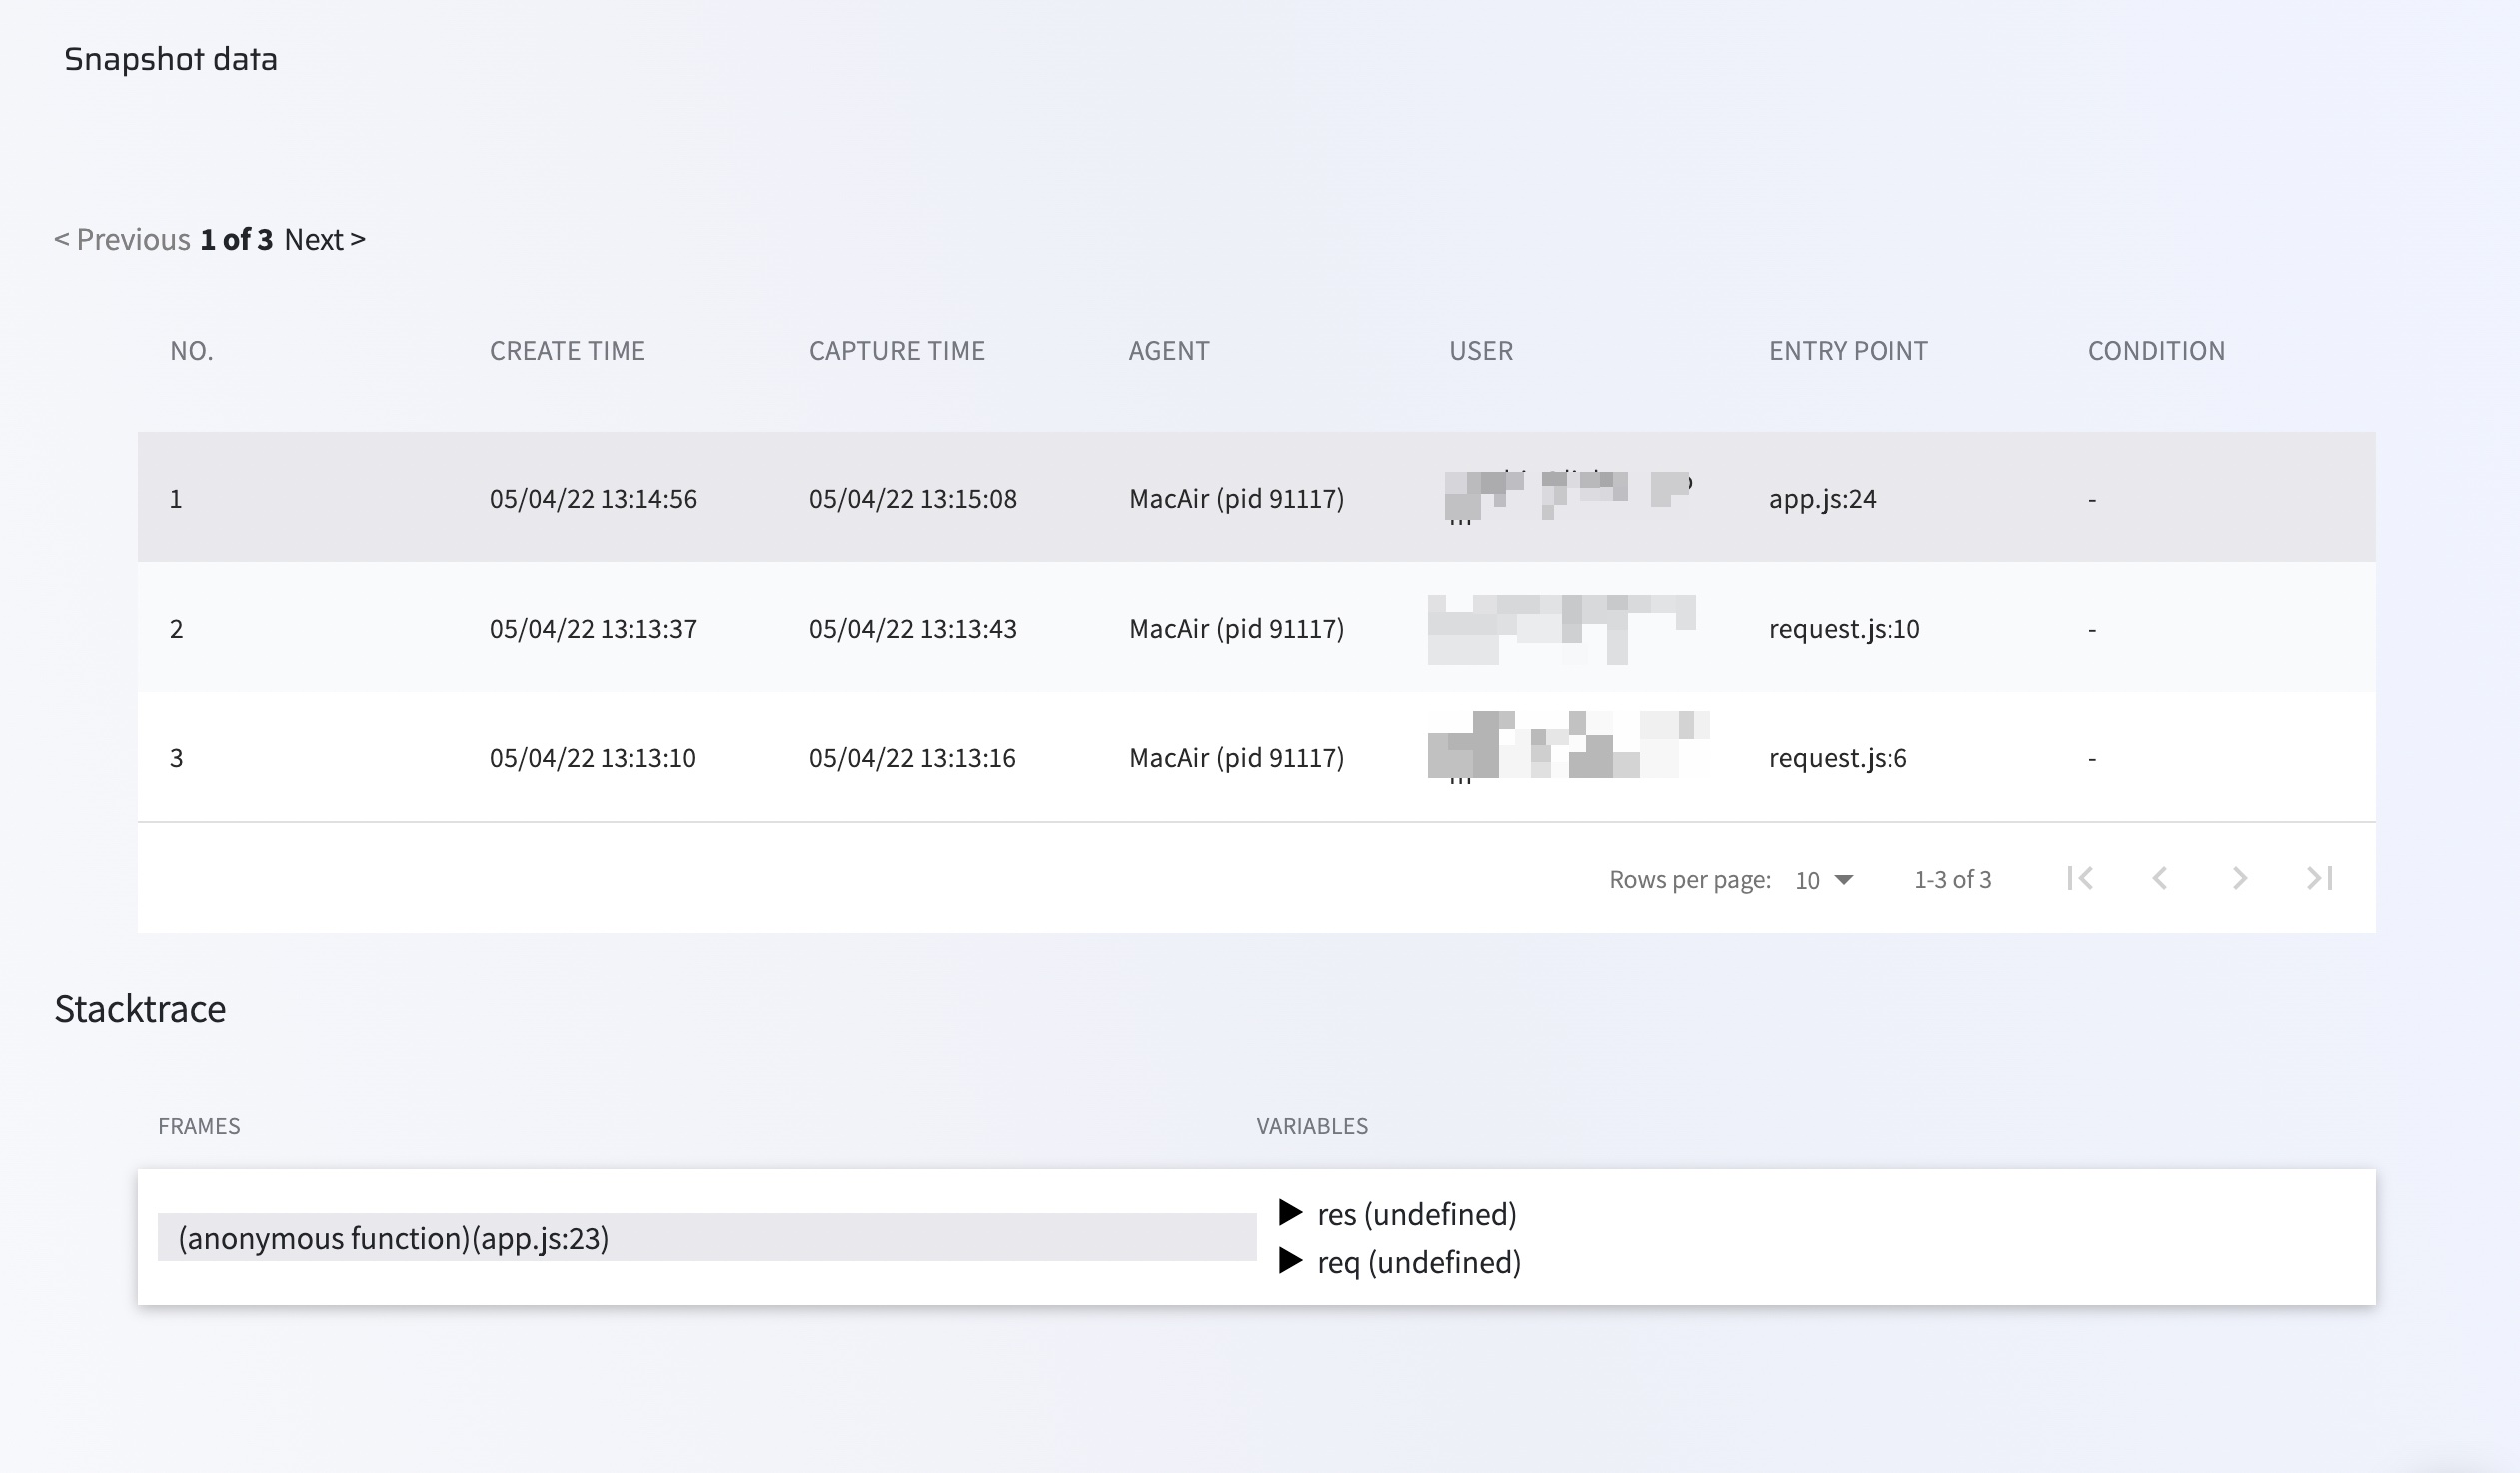 Snapshot data
< Previous 1 of 3 Next >
NO. CREATE TIME CAPTURE TIME AGENT USER ENTRY POINT CONDITION
1 05/04/22 13:14:56 05/04/22 13:15:08 MacAir (pid 91117) app.js:24 -
2 05/04/22 13:13:37 05/04/22 13:13:43 MacAir (pid 91117) request.js:10 -
3 05/04/22 13:13:10 05/04/22 13:13:16 MacAir (pid 91117) request.js:6 -
Rows per page: 10 1-3 of 3
Stacktrace
FRAMES VARIABLES
(anonymous function)(app.js:23)
res (undefined)
req (undefined)